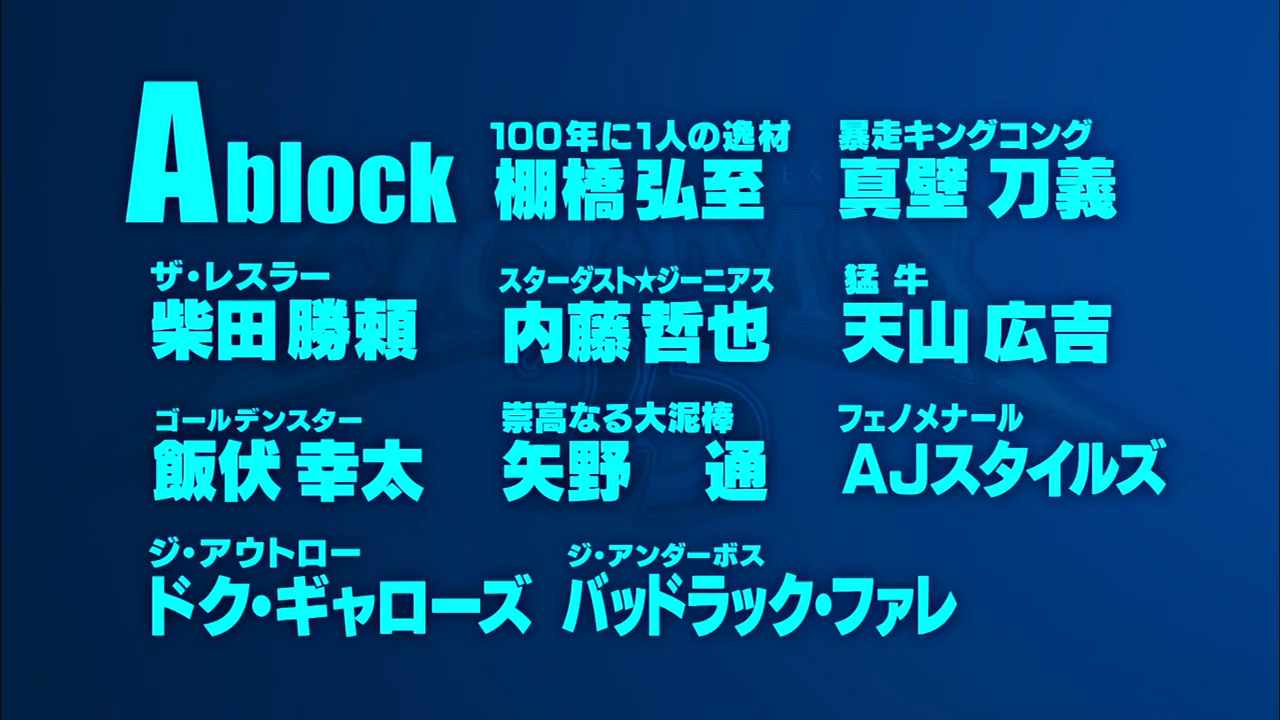 A block
100年に1人の逸材
棚橋 弘至
暴走キングコング
真壁 刀義
ザ・レスラー
柴田 勝頼
スターダスト★ジーニアス
内藤 哲也
猛牛
天山 広吉
ゴールデンスター
飯伏 幸太
崇高なる大泥棒
矢野 通
フェノメナール
AJスタイルズ
ジ・アウトロー
ドク・ギャローズ
ジ・アンダーボス
バッドラック・ファレ